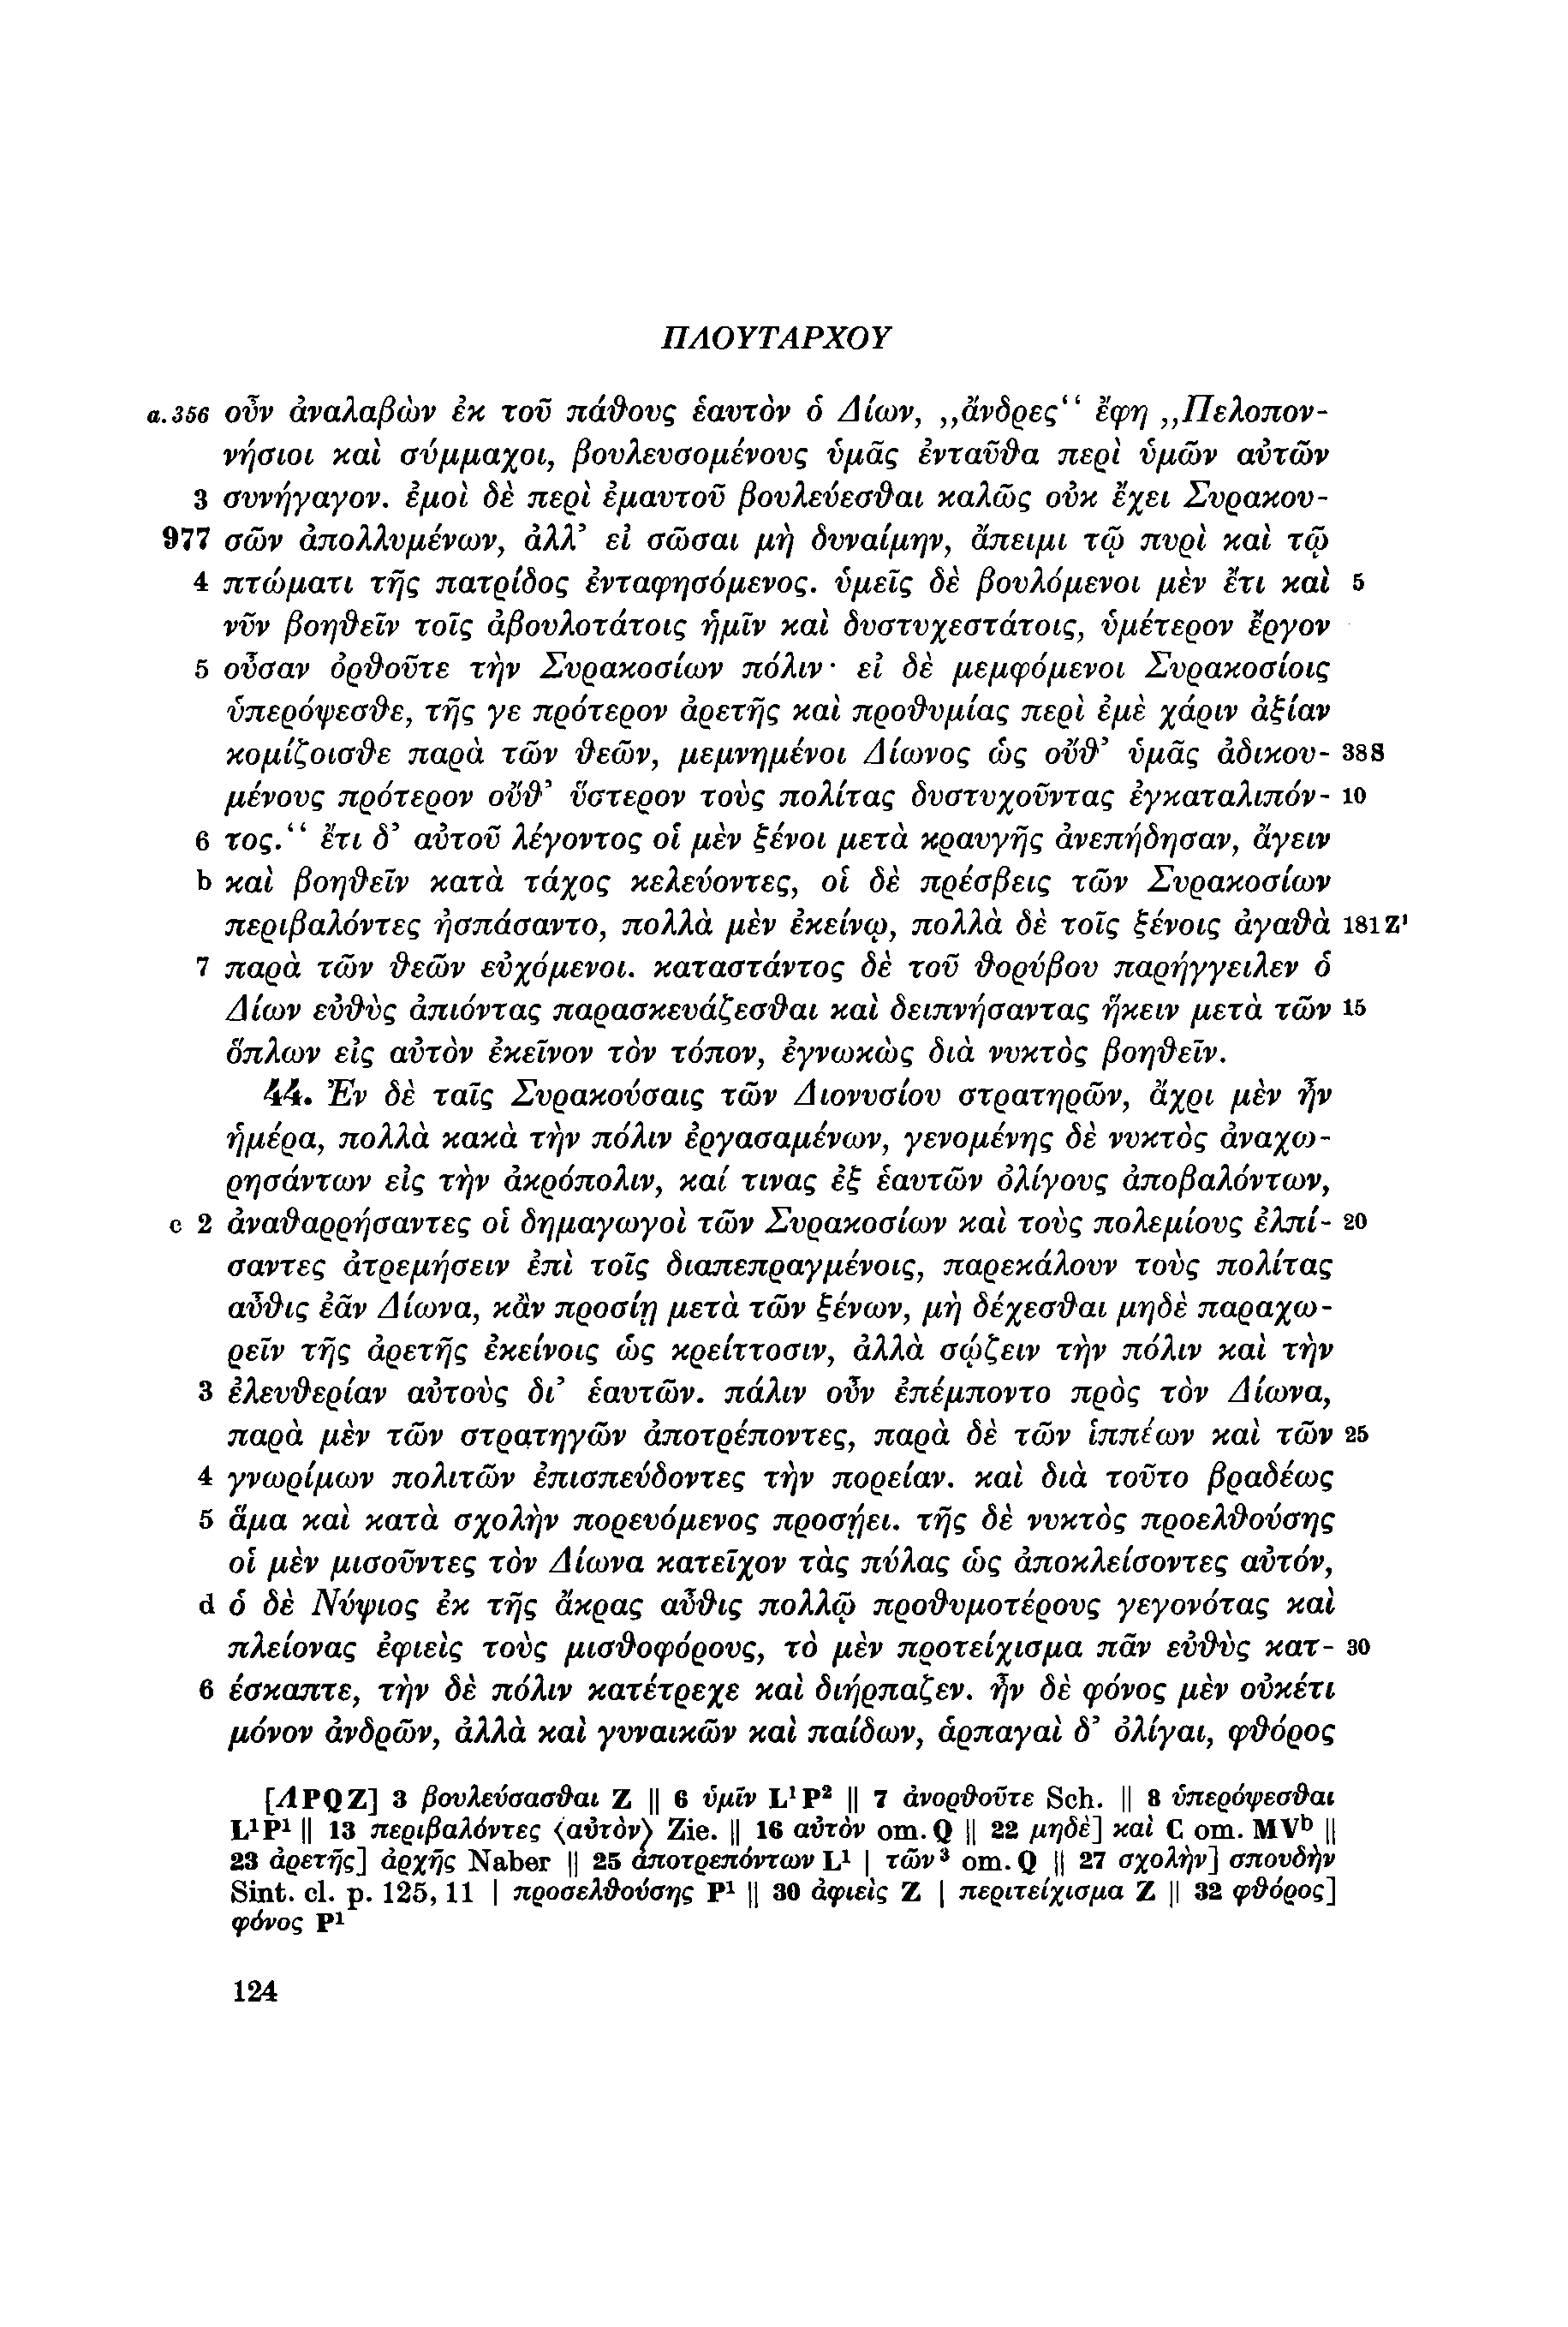 ΠΛΟΥΤΑΡΧΟΥ
a.356 οὖν ἀναλαβὼν ἐκ τοῦ πάθους ἑαυτὸν ὁ Δίων, „ἄνδρες“ ἔφη „Πελοπον-
νήσιοι καὶ σύμμαχοι, βουλευσομένους ὑμᾶς ἐνταῦθα περὶ ὑμῶν αὐτῶν
3 συνήγαγον. ἐμοὶ δὲ περὶ ἐμαυτοῦ βουλεύεσθαι καλῶς οὐκ ἔχει Συρακου-
977 σῶν ἀπολλυμένων, ἀλλ’ εἰ σῶσαι μὴ δυναίμην, ἄπειμι τῷ πυρὶ καὶ τῷ
4 πτώματι τῆς πατρίδος ἐνταφησόμενος. ὑμεῖς δὲ βουλόμενοι μὲν ἔτι καὶ 5
νῦν βοηθεῖν τοῖς ἀβουλοτάτοις ἡμῖν καὶ δυστυχεστάτοις, ὑμέτερον ἔργον
5 οὖσαν ὀρθοῦτε τὴν Συρακοσίων πόλιν· εἰ δὲ μεμφόμενοι Συρακοσίοις
ὑπερόψεσθε, τῆς γε πρότερον ἀρετῆς καὶ προθυμίας περὶ ἐμὲ χάριν ἀξίαν
κομίζοισθε παρὰ τῶν θεῶν, μεμνημένοι Δίωνος ὡς οὔθ’ ὑμᾶς ἀδικου- 388
μένους πρότερον οὔθ’ ὕστερον τοὺς πολίτας δυστυχοῦντας ἐγκαταλιπόν- 10
6 τος.“ ἔτι δ’ αὐτοῦ λέγοντος οἱ μὲν ξένοι μετὰ κραυγῆς ἀνεπήδησαν, ἄγειν
b καὶ βοηθεῖν κατὰ τάχος κελεύοντες, οἱ δὲ πρέσβεις τῶν Συρακοσίων
περιβαλόντες ἠσπάσαντο, πολλὰ μὲν ἐκείνῳ, πολλὰ δὲ τοῖς ξένοις ἀγαθὰ 181 Z¹
7 παρὰ τῶν θεῶν εὐχόμενοι. καταστάντος δὲ τοῦ θορύβου παρήγγειλεν ὁ
Δίων εὐθὺς ἀπιόντας παρασκευάζεσθαι καὶ δειπνήσαντας ἥκειν μετὰ τῶν 15
ὅπλων εἰς αὐτὸν ἐκεῖνον τὸν τόπον, ἐγνωκὼς διὰ νυκτὸς βοηθεῖν.
44. Ἐν δὲ ταῖς Συρακούσαις τῶν Διονυσίου στρατηρῶν, ἄχρι μὲν ἦν
ἡμέρα, πολλὰ κακὰ τὴν πόλιν ἐργασαμένων, γενομένης δὲ νυκτὸς ἀναχω-
ρησάντων εἰς τὴν ἀκρόπολιν, καί τινας ἐξ ἑαυτῶν ὀλίγους ἀποβαλόντων,
c 2 ἀναθαρρήσαντες οἱ δημαγωγοὶ τῶν Συρακοσίων καὶ τοὺς πολεμίους ἐλπί- 20
σαντες ἀτρεμήσειν ἐπὶ τοῖς διαπεπραγμένοις, παρεκάλουν τοὺς πολίτας
αὖθις ἐᾶν Δίωνα, κἂν προσίῃ μετὰ τῶν ξένων, μὴ δέχεσθαι μηδὲ παραχω-
ρεῖν τῆς ἀρετῆς ἐκείνοις ὡς κρείττοσιν, ἀλλὰ σῴζειν τὴν πόλιν καὶ τὴν
3 ἐλευθερίαν αὐτοὺς δι’ ἑαυτῶν. πάλιν οὖν ἐπέμποντο πρὸς τὸν Δίωνα,
παρὰ μὲν τῶν στρατηγῶν ἀποτρέποντες, παρὰ δὲ τῶν ἱππέων καὶ τῶν 25
4 γνωρίμων πολιτῶν ἐπισπεύδοντες τὴν πορείαν. καὶ διὰ τοῦτο βραδέως
5 ἅμα καὶ κατὰ σχολὴν πορευόμενος προσῄει. τῆς δὲ νυκτὸς προελθούσης
οἱ μὲν μισοῦντες τὸν Δίωνα κατεῖχον τὰς πύλας ὡς ἀποκλείσοντες αὐτόν,
d ὁ δὲ Νύψιος ἐκ τῆς ἄκρας αὖθις πολλῷ προθυμοτέρους γεγονότας καὶ
πλείονας ἐφιεὶς τοὺς μισθοφόρους, τὸ μὲν προτείχισμα πᾶν εὐθὺς κατ- 30
6 έσκαπτε, τὴν δὲ πόλιν κατέτρεχε καὶ διήρπαζεν. ἦν δὲ φόνος μὲν οὐκέτι
μόνον ἀνδρῶν, ἀλλὰ καὶ γυναικῶν καὶ παίδων, ἁρπαγαὶ δ’ ὀλίγαι, φθόρος
[ΛPQZ] 3 βουλεύσασθαι Z || 6 ὑμῖν L¹P² || 7 ἀνορθοῦτε Sch. || 8 ὑπερόψεσθαι
L¹P¹ || 13 περιβαλόντες ⟨αὐτὸν⟩ Zie. || 16 αὐτὸν om. Q || 22 μηδὲ] καὶ C om. MVᵇ ||
23 ἀρετῆς] ἀρχῆς Naber || 25 ἀποτρεπόντων L¹ | τῶν³ om. Q || 27 σχολὴν] σπουδὴν
Sint. cl. p. 125, 11 | προσελθούσης P¹ || 30 ἀφιεὶς Z | περιτείχισμα Z || 32 φθόρος]
φόνος P¹
124